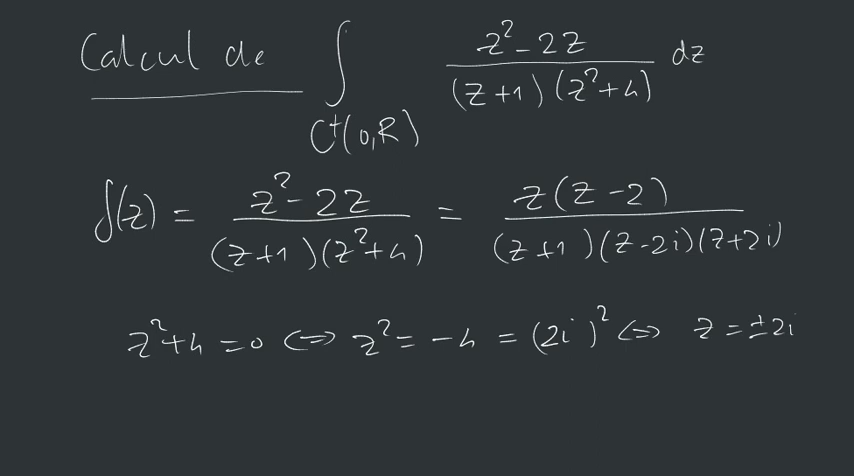 Calcul de ∫_{C⁺(0,R)} (z²-2z)/((z+1)(z²+4)) dz
f(z) = (z²-2z)/((z+1)(z²+4)) = z(z-2)/((z+1)(z-2i)(z+2i))
z²+4=0 ⇔ z²=-4=(2i)² ⇔ z=±2i